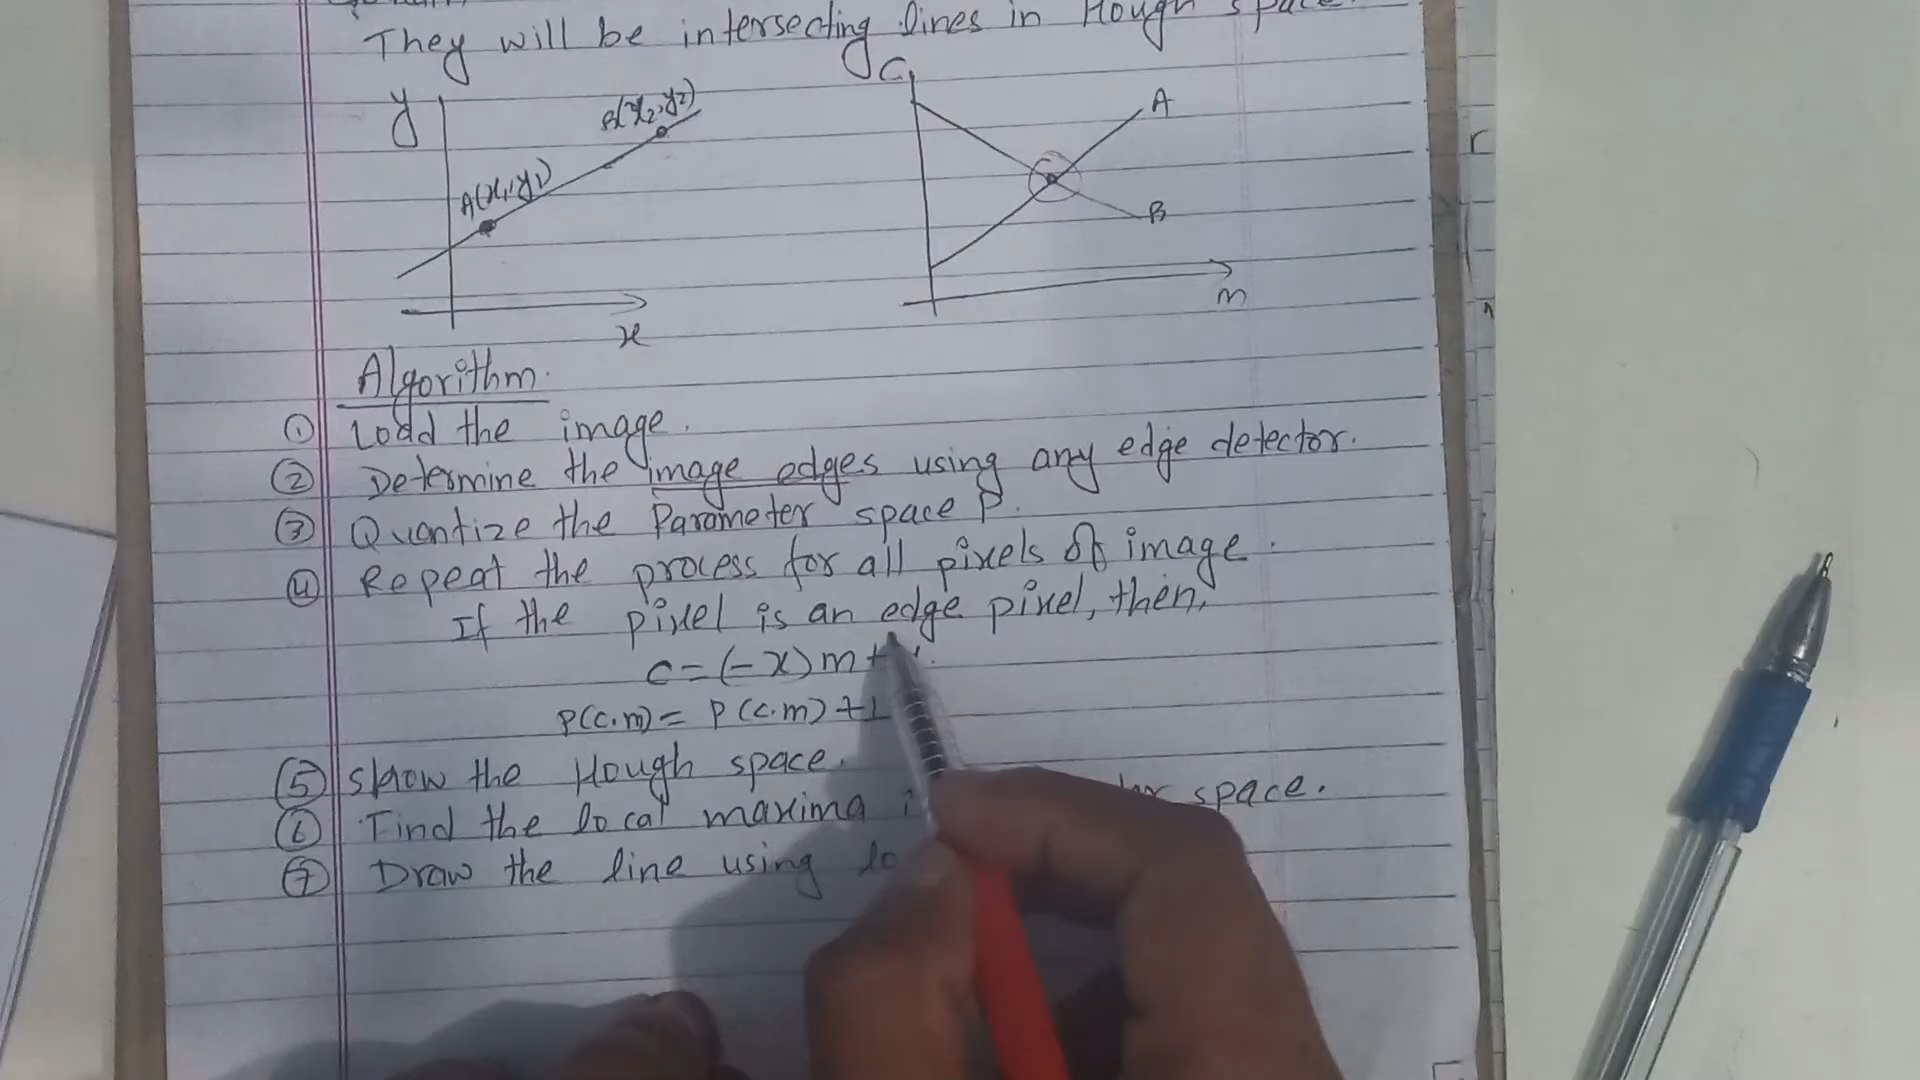 They will be intersecting lines in Hough space.
y
B(x2,y2)
A(x1,y1)
x
C
A
B
m
Algorithm.
① Load the image.
② Determine the image edges using any edge detector.
③ Quantize the Parameter space P.
④ Repeat the process for all pixels of image.
If the pixel is an edge pixel, then,
c = (-x) m +
P(c.m) = P(c.m) +1
⑤ Show the Hough space.
⑥ Find the local maxima space.
⑦ Draw the line using
r